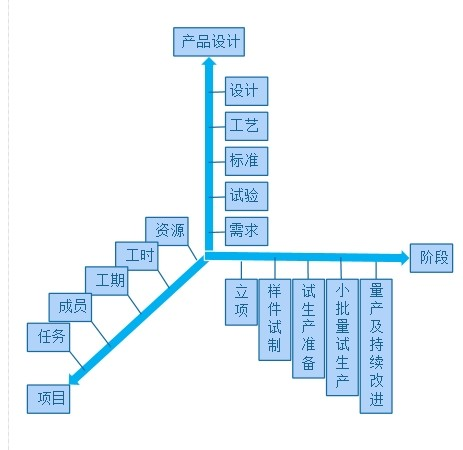 产品设计
设计
工艺
标准
试验
需求
资源
工时
工期
成员
任务
项目
阶段
立项
样件试制
试生产准备
小批量试生产
量产及持续改进